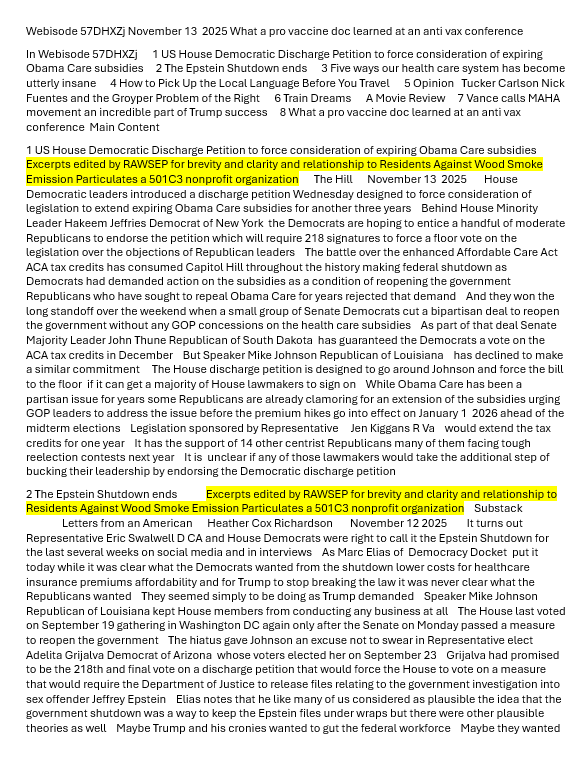 Webisode 57DHXZj November 13 2025 What a pro vaccine doc learned at an anti vax conference
In Webisode 57DHXZj 1 US House Democratic Discharge Petition to force consideration of expiring
Obama Care subsidies 2 The Epstein Shutdown ends 3 Five ways our health care system has become
utterly insane 4 How to Pick Up the Local Language Before You Travel 5 Opinion Tucker Carlson Nick
Fuentes and the Groyper Problem of the Right 6 Train Dreams A Movie Review 7 Vance calls MAHA
movement an incredible part of Trump success 8 What a pro vaccine doc learned at an anti vax
conference Main Content
1 US House Democratic Discharge Petition to force consideration of expiring Obama Care subsidies
Excerpts edited by RAWSEP for brevity and clarity and relationship to Residents Against Wood Smoke
Emission Particulates a 501C3 nonprofit organization The Hill November 13 2025 House
Democratic leaders introduced a discharge petition Wednesday designed to force consideration of
legislation to extend expiring Obama Care subsidies for another three years Behind House Minority
Leader Hakeem Jeffries Democrat of New York the Democrats are hoping to entice a handful of moderate
Republicans to endorse the petition which will require 218 signatures to force a floor vote on the
legislation over the objections of Republican leaders The battle over the enhanced Affordable Care Act
ACA tax credits has consumed Capitol Hill throughout the history making federal shutdown as
Democrats had demanded action on the subsidies as a condition of reopening the government
Republicans who have sought to repeal Obama Care for years rejected that demand And they won the
long standoff over the weekend when a small group of Senate Democrats cut a bipartisan deal to reopen
the government without any GOP concessions on the health care subsidies As part of that deal Senate
Majority Leader John Thune Republican of South Dakota has guaranteed the Democrats a vote on the
ACA tax credits in December But Speaker Mike Johnson Republican of Louisiana has declined to make
a similar commitment The House discharge petition is designed to go around Johnson and force the bill
to the floor if it can get a majority of House lawmakers to sign on While Obama Care has been a
partisan issue for years some Republicans are already clamoring for an extension of the subsidies urging
GOP leaders to address the issue before the premium hikes go into effect on January 1 2026 ahead of the
midterm elections Legislation sponsored by Representative Jen Kiggans R Va would extend the tax
credits for one year It has the support of 14 other centrist Republicans many of them facing tough
reelection contests next year It is unclear if any of those lawmakers would take the additional step of
bucking their leadership by endorsing the Democratic discharge petition
2 The Epstein Shutdown ends Excerpts edited by RAWSEP for brevity and clarity and relationship to
Residents Against Wood Smoke Emission Particulates a 501C3 nonprofit organization Substack
Letters from an American Heather Cox Richardson November 12 2025 It turns out
Representative Eric Swalwell D CA and House Democrats were right to call it the Epstein Shutdown for
the last several weeks on social media and in interviews As Marc Elias of Democracy Docket put it
today while it was clear what the Democrats wanted from the shutdown lower costs for healthcare
insurance premiums affordability and for Trump to stop breaking the law it was never clear what the
Republicans wanted They seemed simply to be doing as Trump demanded Speaker Mike Johnson
Republican of Louisiana kept House members from conducting any business at all The House last voted
on September 19 gathering in Washington DC again only after the Senate on Monday passed a measure
to reopen the government The hiatus gave Johnson an excuse not to swear in Representative elect
Adelita Grijalva Democrat of Arizona whose voters elected her on September 23 Grijalva had promised
to be the 218th and final vote on a discharge petition that would force the House to vote on a measure
that would require the Department of Justice to release files relating to the government investigation into
sex offender Jeffrey Epstein Elias notes that he like many of us considered as plausible the idea that the
government shutdown was a way to keep the Epstein files under wraps but there were other plausible
theories as well Maybe Trump and his cronies wanted to gut the federal workforce Maybe they wanted